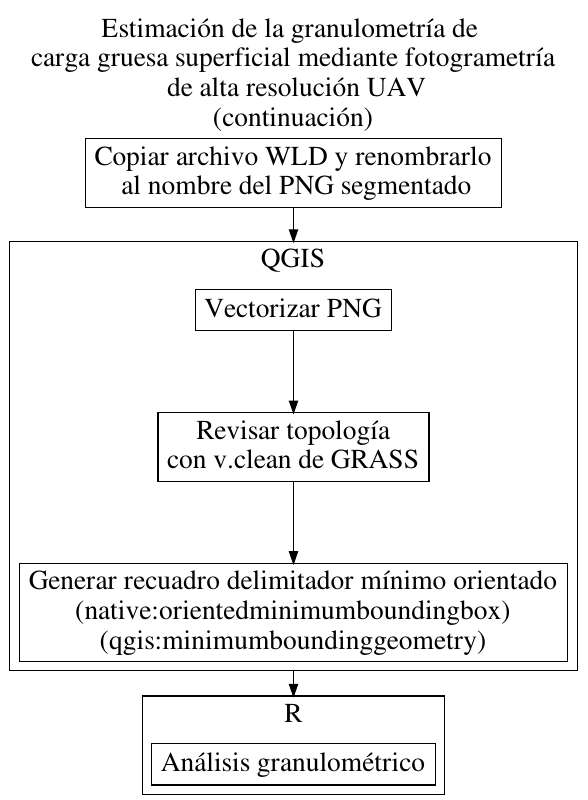 Estimación de la granulometría de
carga gruesa superficial mediante fotogrametría
de alta resolución UAV
(continuación)
Copiar archivo WLD y renombrarlo
al nombre del PNG segmentado
QGIS
Vectorizar PNG
Revisar topología
con v.clean de GRASS
Generar recuadro delimitador mínimo orientado
(native:orientedminimumboundingbox)
(qgis:minimumboundinggeometry)
R
Análisis granulométrico